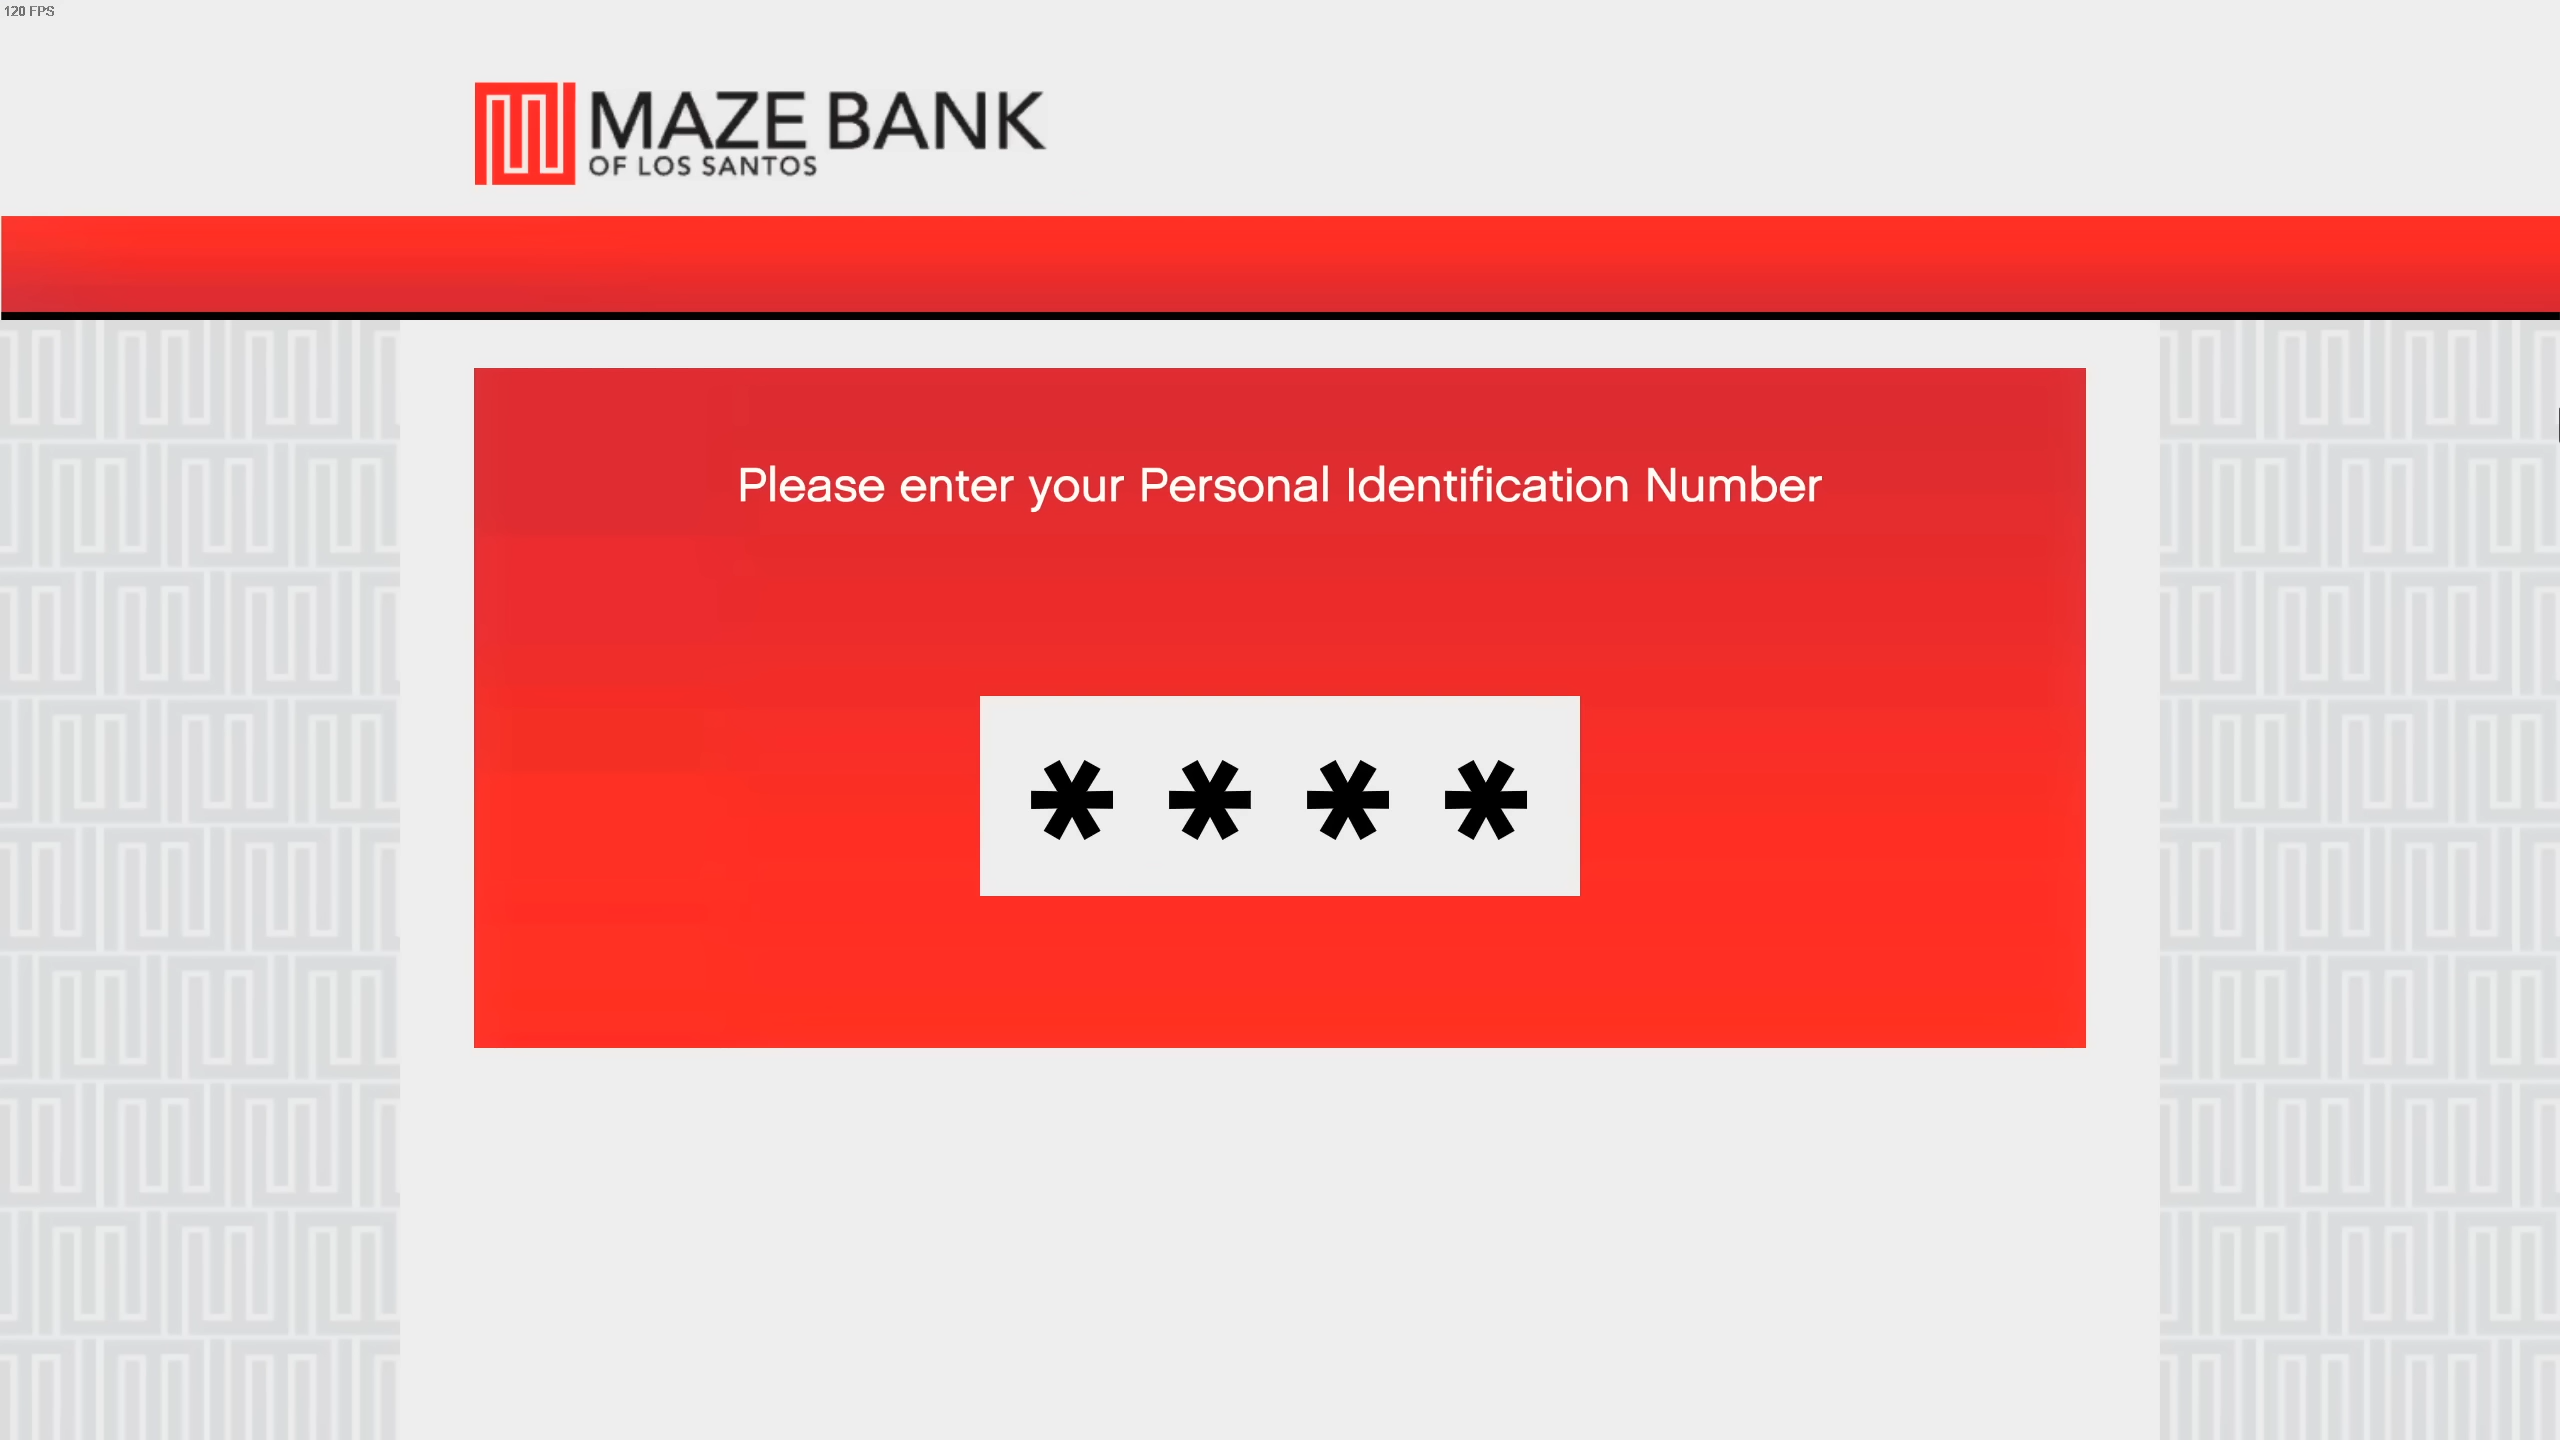 120 FPS
MAZE BANK
OF LOS SANTOS
Please enter your Personal Identification Number
* * * *